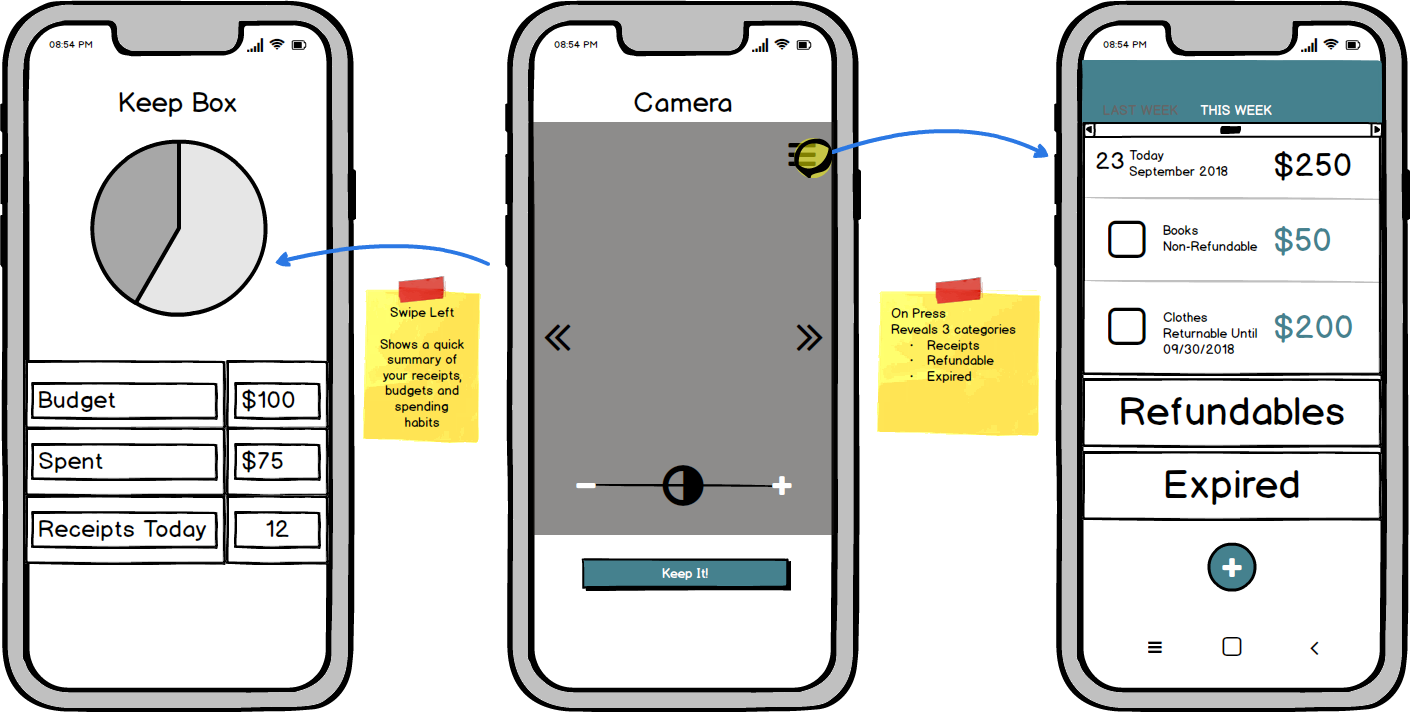 08:54 PM
Keep Box
Budget
$100
Spent
$75
Receipts Today
12
Swipe Left
Shows a quick
summary of
your receipts,
budgets and
spending
habits
08:54 PM
Camera
Keep It!
On Press
Reveals 3 categories
· Receipts
· Refundable
· Expired
08:54 PM
LAST WEEK THIS WEEK
23 Today
September 2018
$250
Books
Non-Refundable
$50
Clothes
Returnable Until
09/30/2018
$200
Refundables
Expired